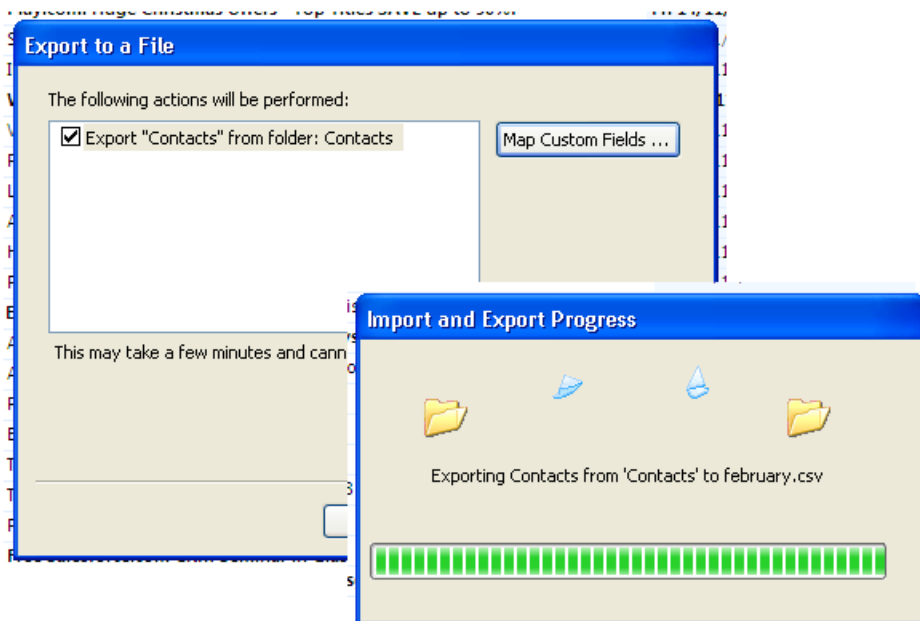 Export to a File
The following actions will be performed:
Export "Contacts" from folder: Contacts
Map Custom Fields ...
This may take a few minutes and cann
Import and Export Progress
Exporting Contacts from 'Contacts' to february.csv